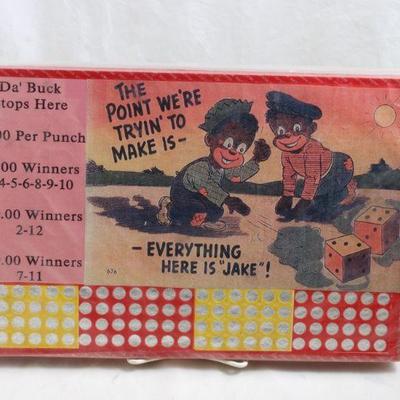 Da' Buck
tops Here
00 Per Punch
.00 Winners
4-5-6-8-9-10
.00 Winners
2-12
.00 Winners
7-11
THE
POINT WE'RE
TRYIN' TO
MAKE IS—
— EVERYTHING
HERE IS "JAKE"!
676